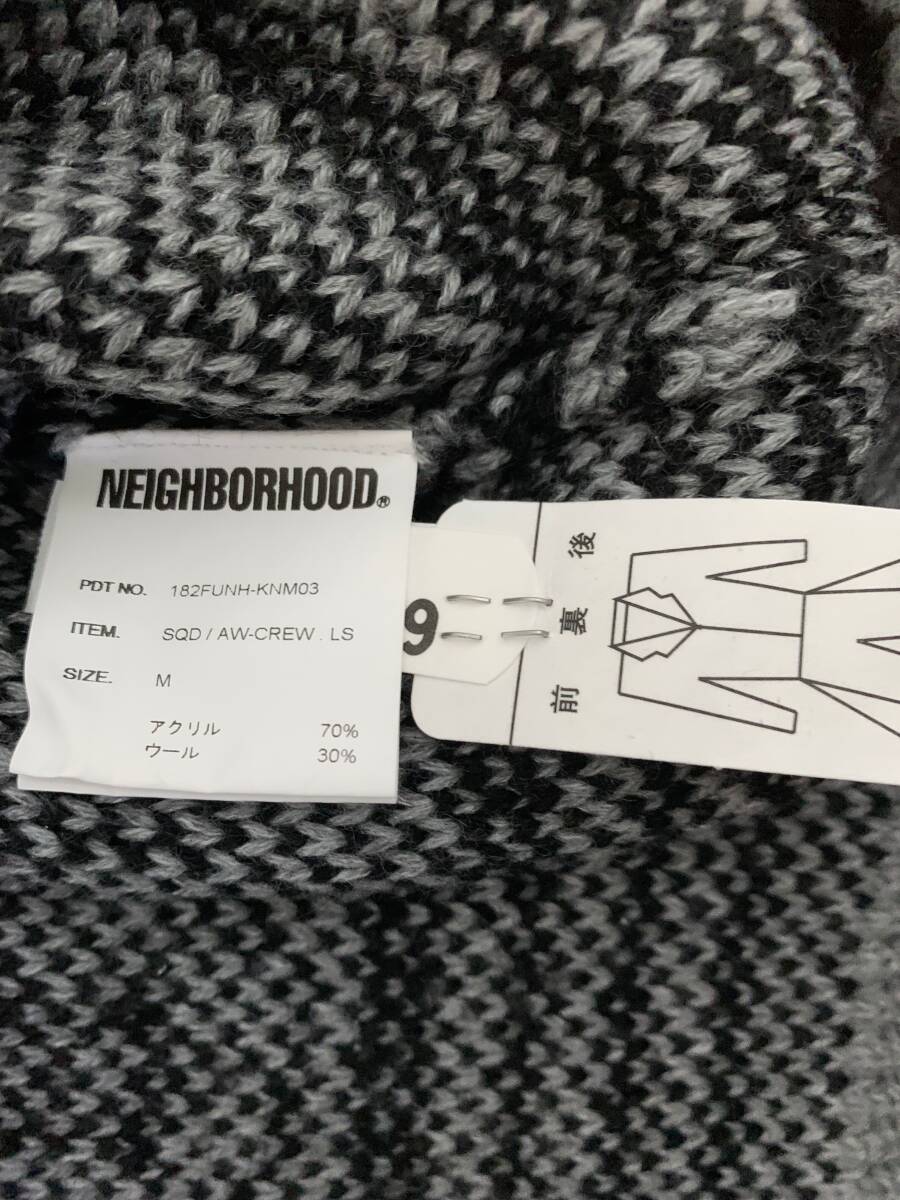 NEIGHBORHOOD®
PDT NO. 182FUNH-KNM03
ITEM. SQD / AW-CREW . LS
SIZE. M
アクリル 70%
ウール 30%
9
後
裏
前